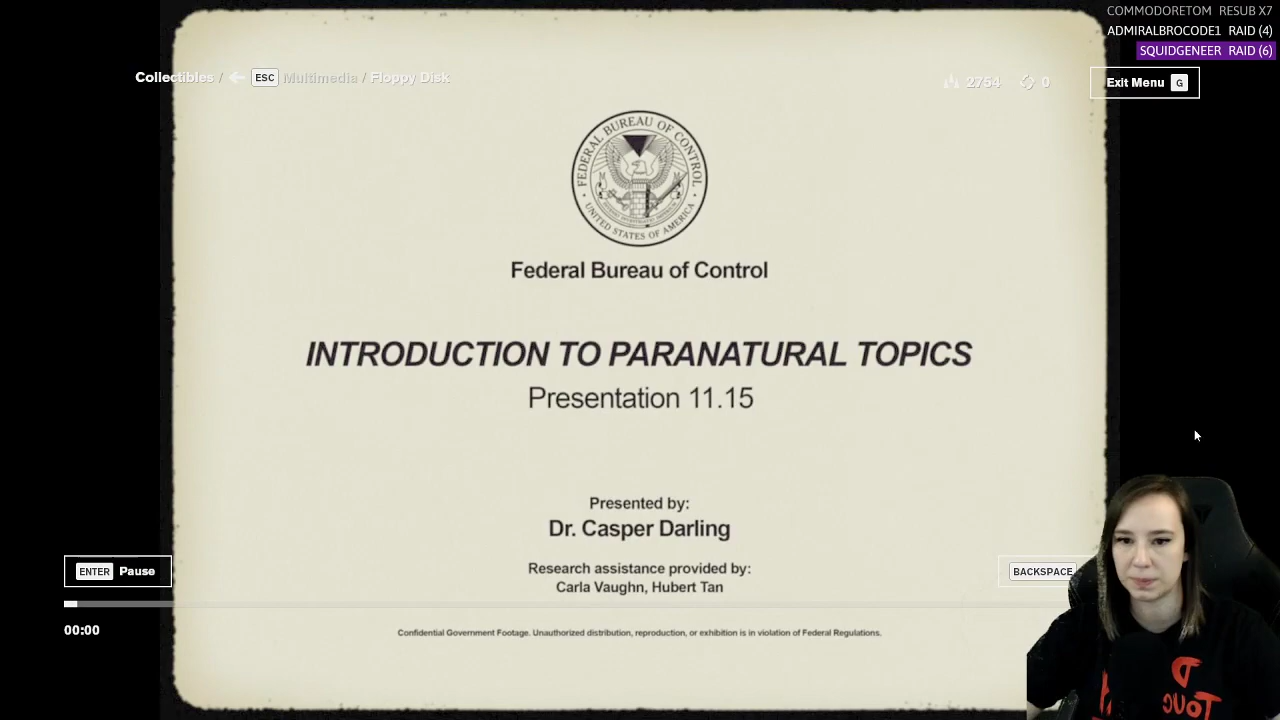 COMMODORETOM RESUB X7
ADMIRALBROCODE1 RAID (4)
SQUIDGENEER RAID (6)
Collectibles / ESC Multimedia / Floppy Disk
2754 0
Exit Menu G
FEDERAL BUREAU OF CONTROL
UNITED STATES OF AMERICA
Federal Bureau of Control
INTRODUCTION TO PARANATURAL TOPICS
Presentation 11.15
Presented by:
Dr. Casper Darling
Research assistance provided by:
Carla Vaughn, Hubert Tan
ENTER Pause
BACKSPACE
00:00
Confidential Government Footage. Unauthorized distribution, reproduction, or exhibition is in violation of Federal Regulations.